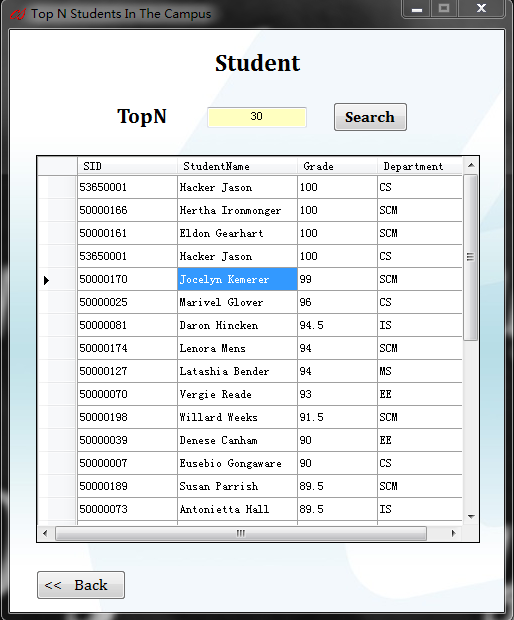 Top N Students In The Campus
Student
TopN 30 Search
SID StudentName Grade Department
53650001 Hacker Jason 100 CS
50000166 Hertha Ironmonger 100 SCM
50000161 Eldon Gearhart 100 SCM
53650001 Hacker Jason 100 CS
50000170 Jocelyn Kemerer 99 SCM
50000025 Marivel Glover 96 CS
50000081 Daron Hincken 94.5 IS
50000174 Lenora Mens 94 SCM
50000127 Latashia Bender 94 MS
50000070 Vergie Reade 93 EE
50000198 Willard Weeks 91.5 SCM
50000039 Denese Canham 90 EE
50000007 Eusebio Gongaware 90 CS
50000189 Susan Parrish 89.5 SCM
50000073 Antonietta Hall 89.5 IS
<< Back